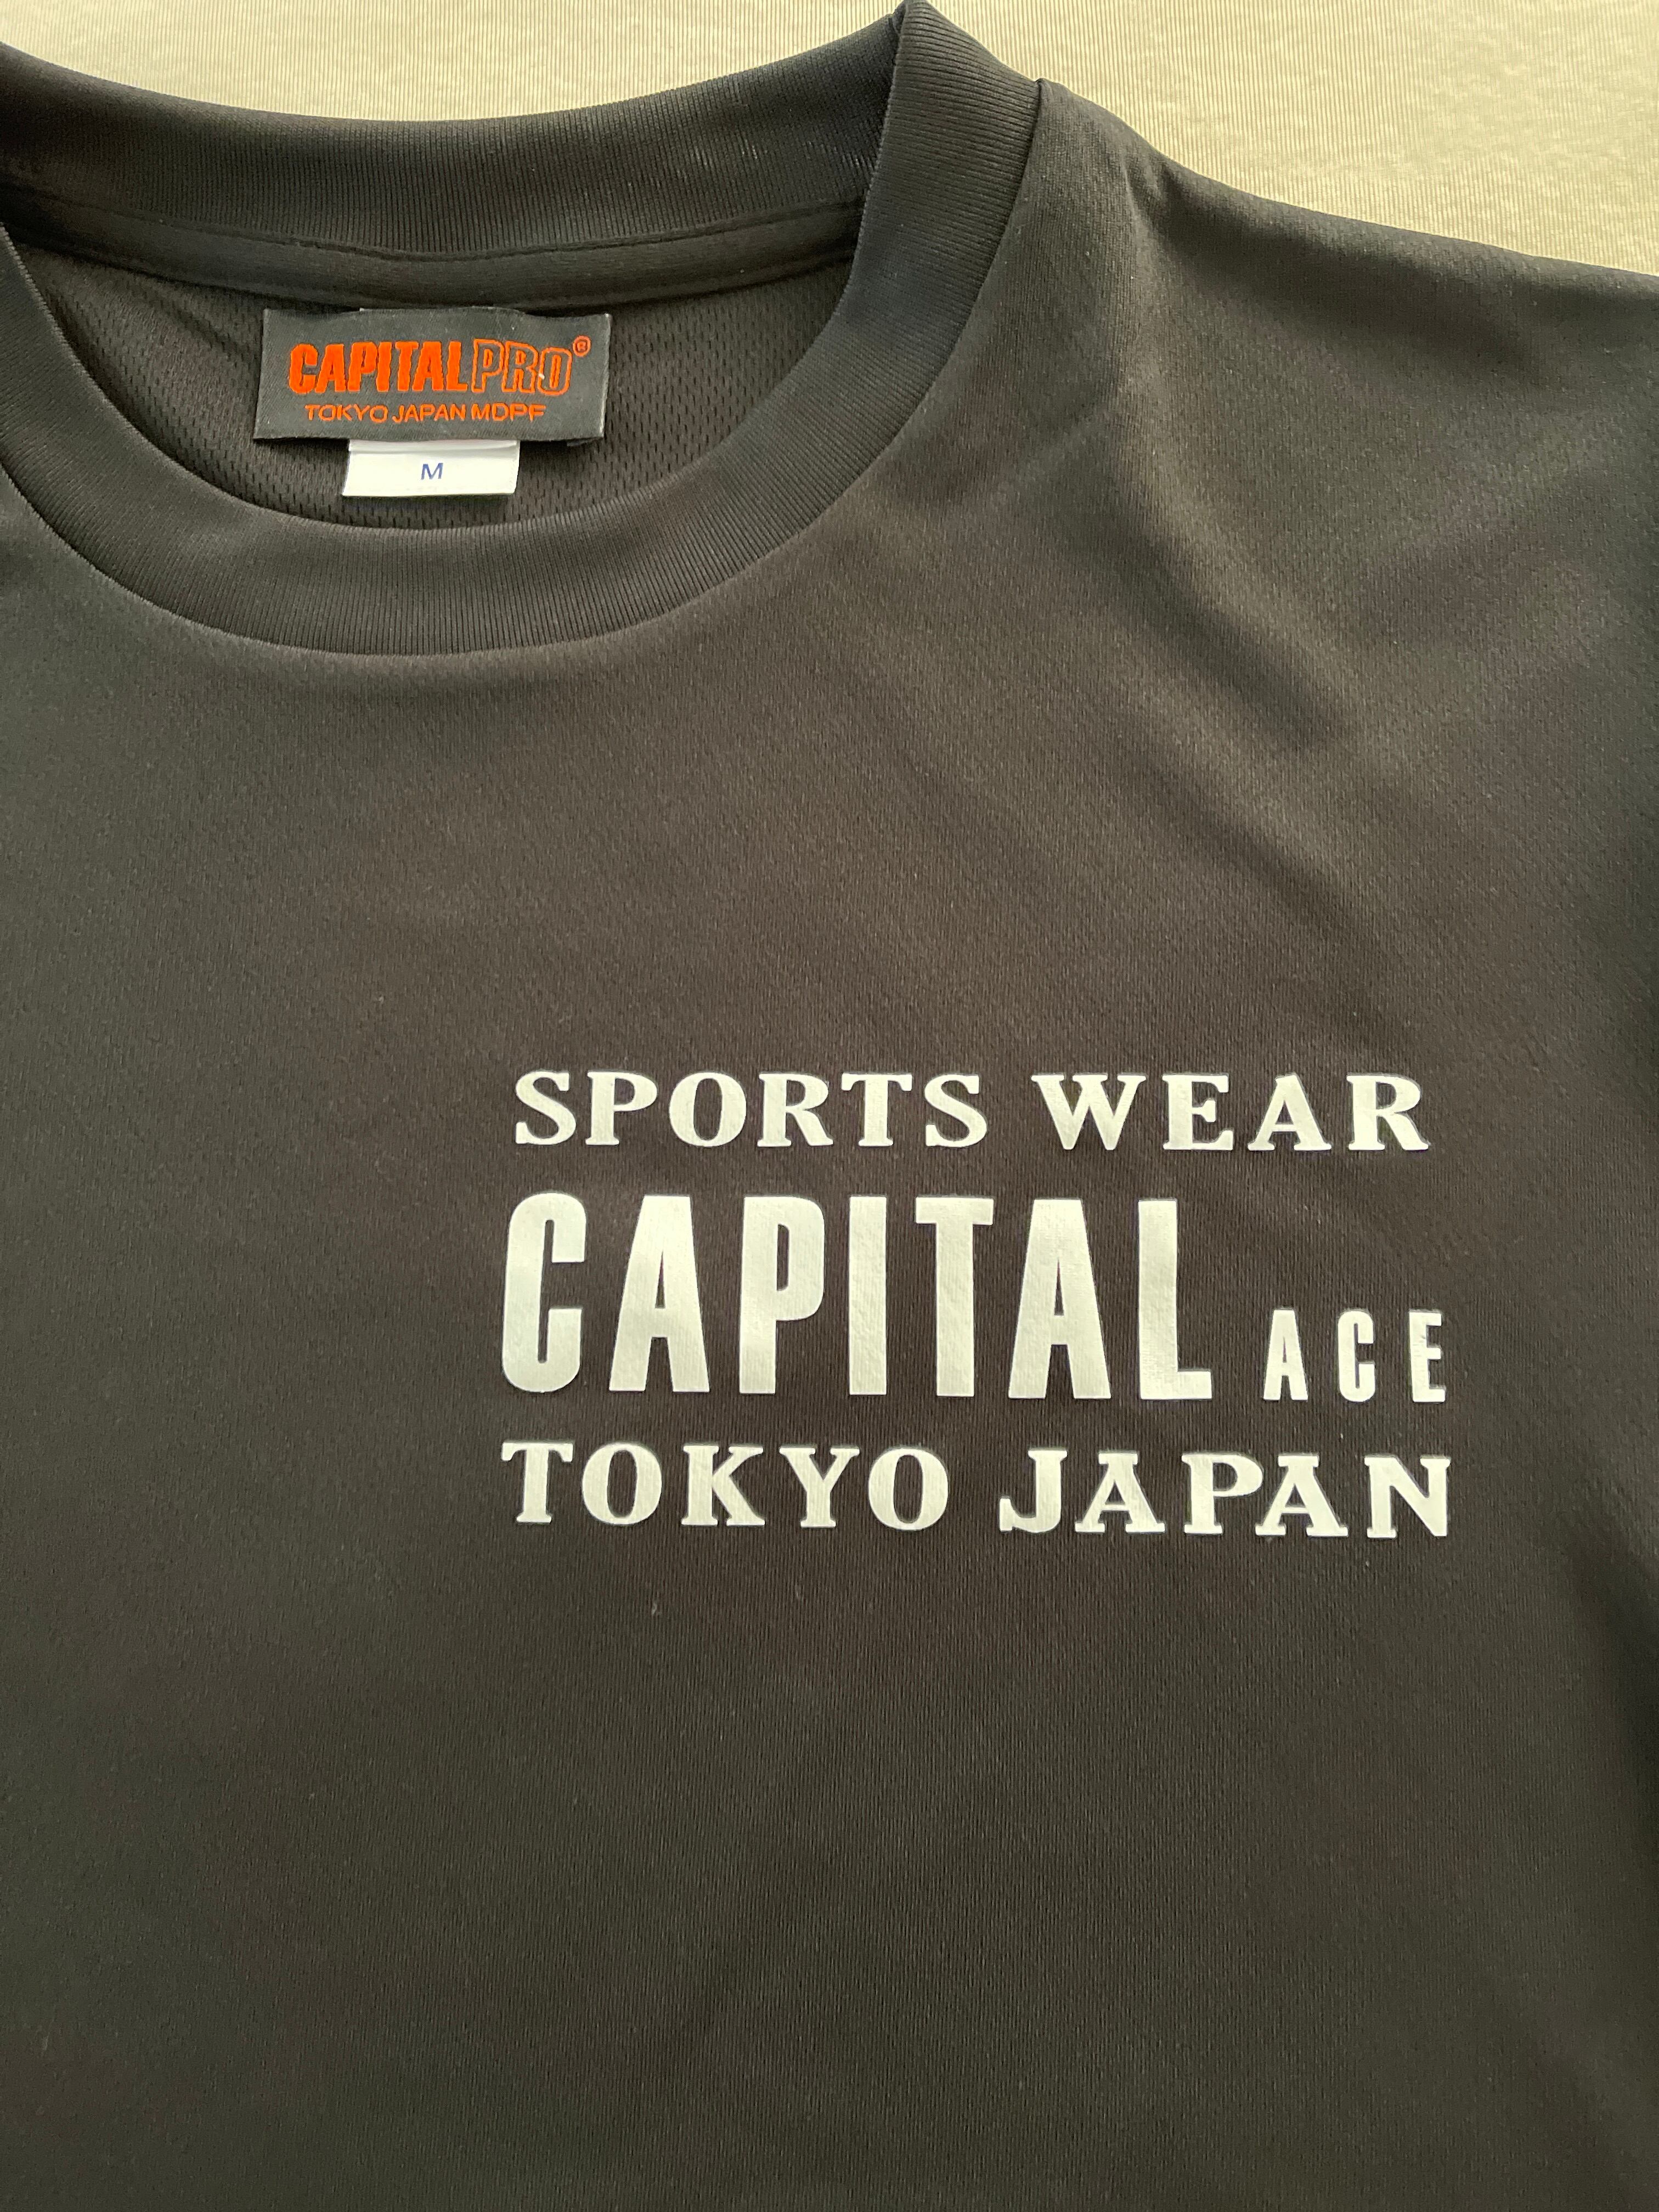 CAPITALPRO®
TOKYO JAPAN MDPF
M
SPORTS WEAR
CAPITAL ACE
TOKYO JAPAN